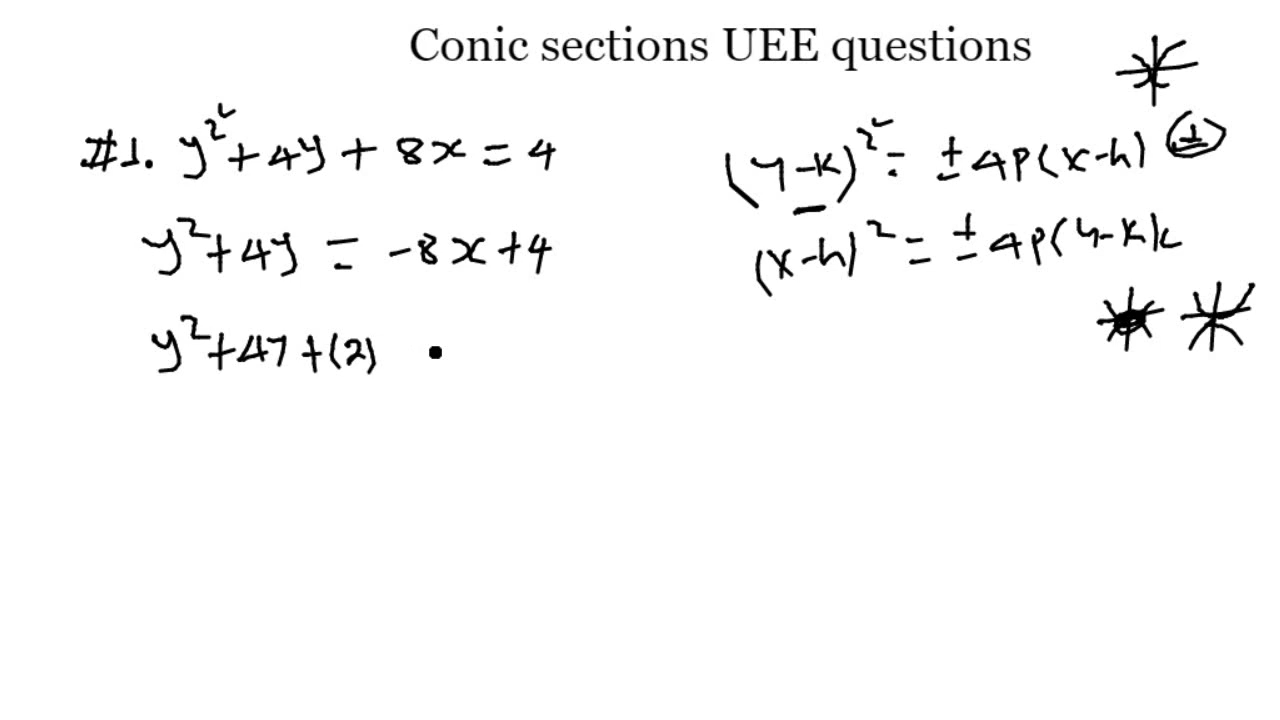 Conic sections UEE questions
#1. y² + 4y + 8x = 4
(y-k)² = ± 4p(x-h) ①
y² + 4y = -8x + 4
(x-h)² = ± 4p(y-k)
y² + 4y + (2)